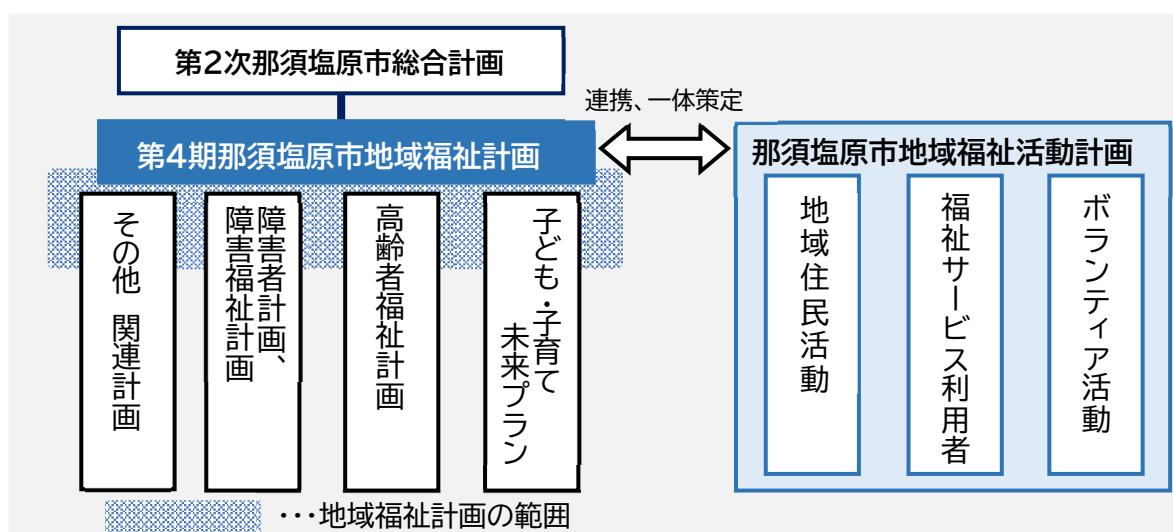 第2次那須塩原市総合計画
連携、一体策定
第4期那須塩原市地域福祉計画
那須塩原市地域福祉活動計画
その他 関連計画
障害者計画、
障害福祉計画
高齢者福祉計画
子ども・子育て
未来プラン
地域住民活動
福祉サービス利用者
ボランティア活動
･･･地域福祉計画の範囲